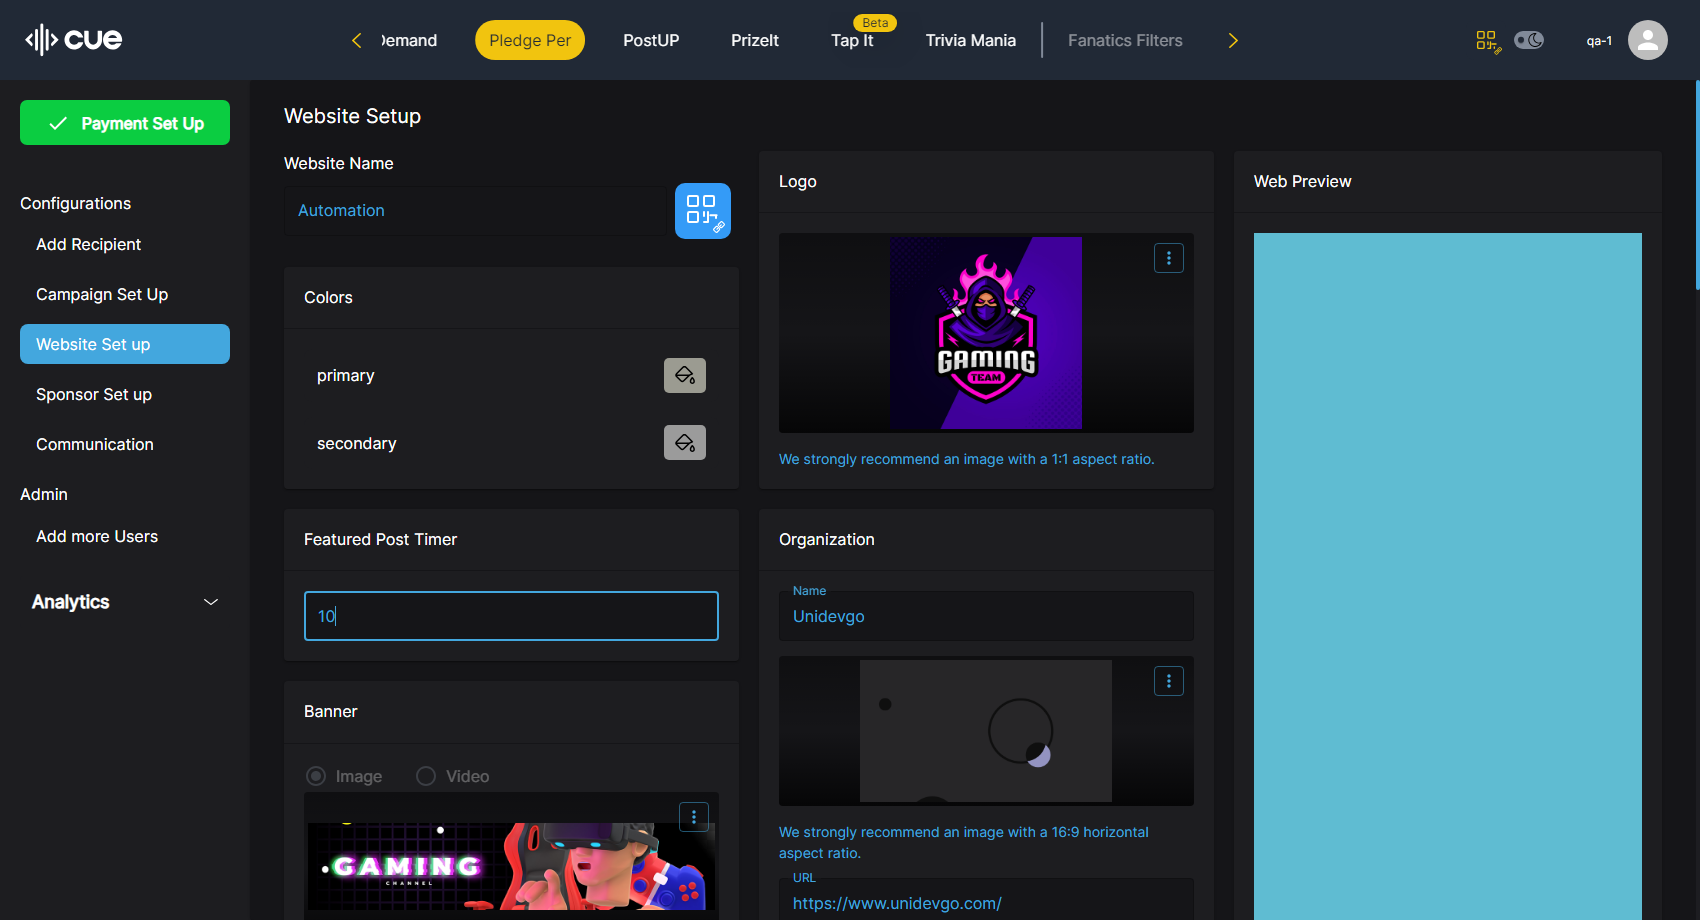 cue
Demand
Pledge Per
PostUP
PrizeIt
Beta
Tap It
Trivia Mania
Fanatics Filters
qa-1
Payment Set Up
Configurations
Add Recipient
Campaign Set Up
Website Set up
Sponsor Set up
Communication
Admin
Add more Users
Analytics
Website Setup
Website Name
Automation
Colors
primary
secondary
Featured Post Timer
10
Banner
Image
Video
GAMING
CHANNEL
Logo
GAMING
TEAM
We strongly recommend an image with a 1:1 aspect ratio.
Organization
Name
Unidevgo
We strongly recommend an image with a 16:9 horizontal
aspect ratio.
URL
https://www.unidevgo.com/
Web Preview